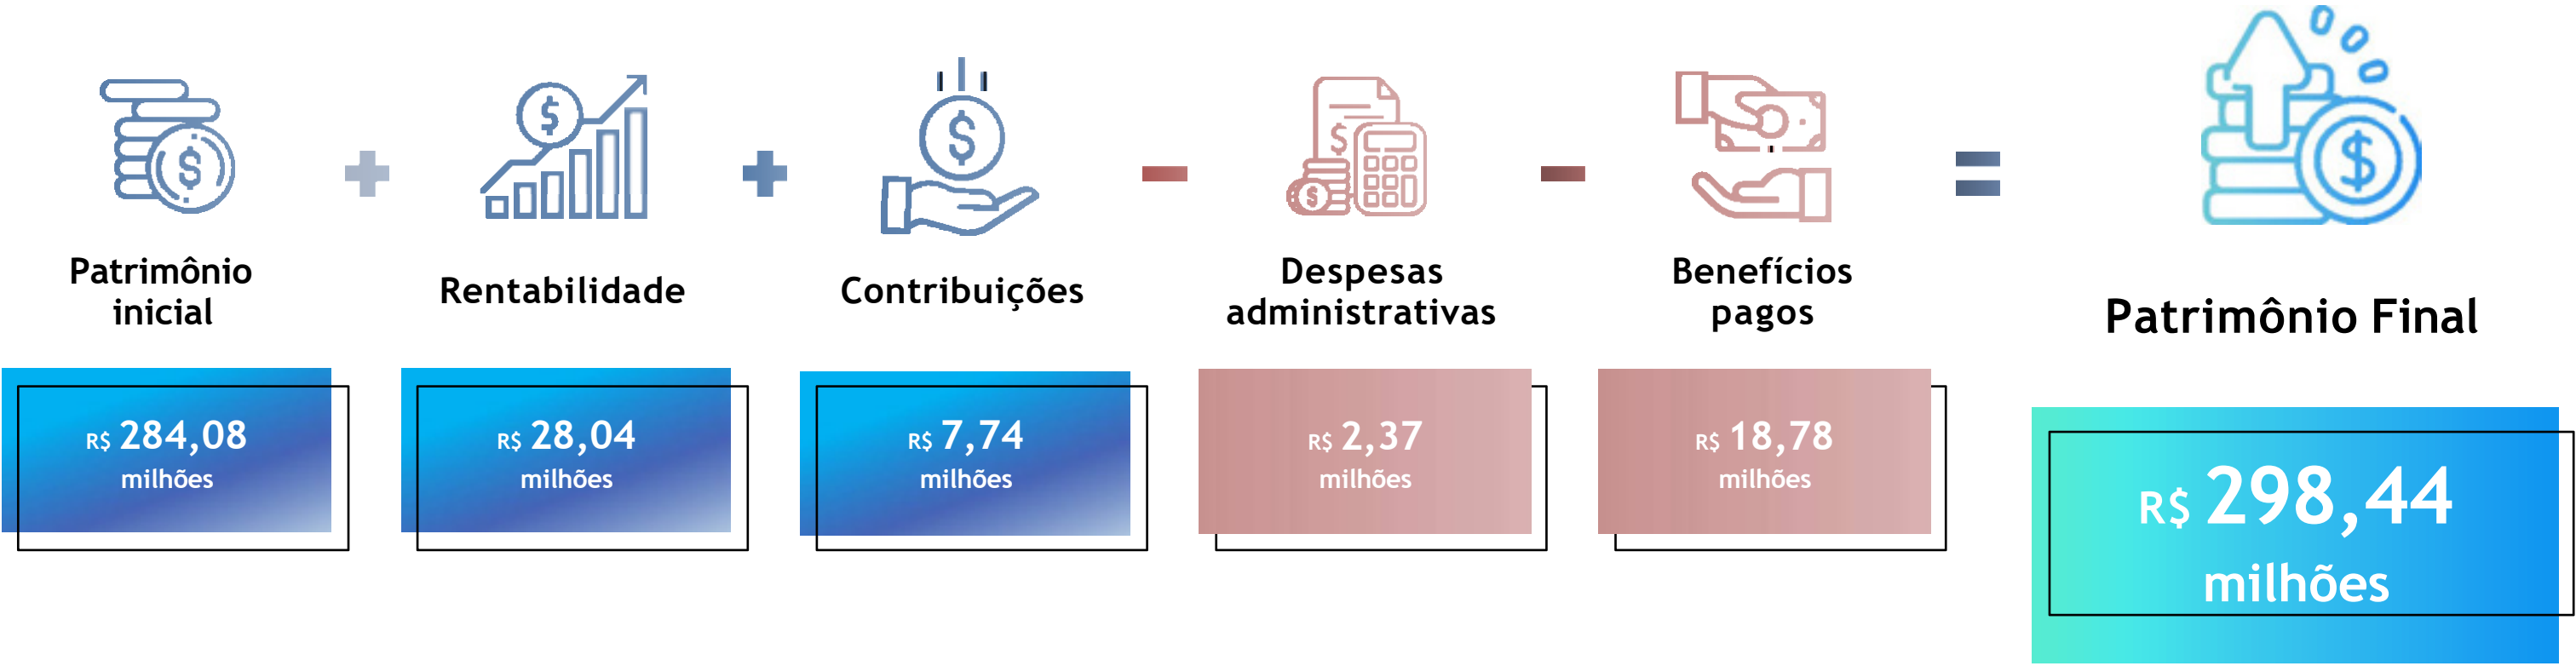 Patrimônio
inicial
R$ 284,08
milhões
Rentabilidade
R$ 28,04
milhões
Contribuições
R$ 7,74
milhões
Despesas
administrativas
R$ 2,37
milhões
Benefícios
pagos
R$ 18,78
milhões
Patrimônio Final
R$ 298,44
milhões